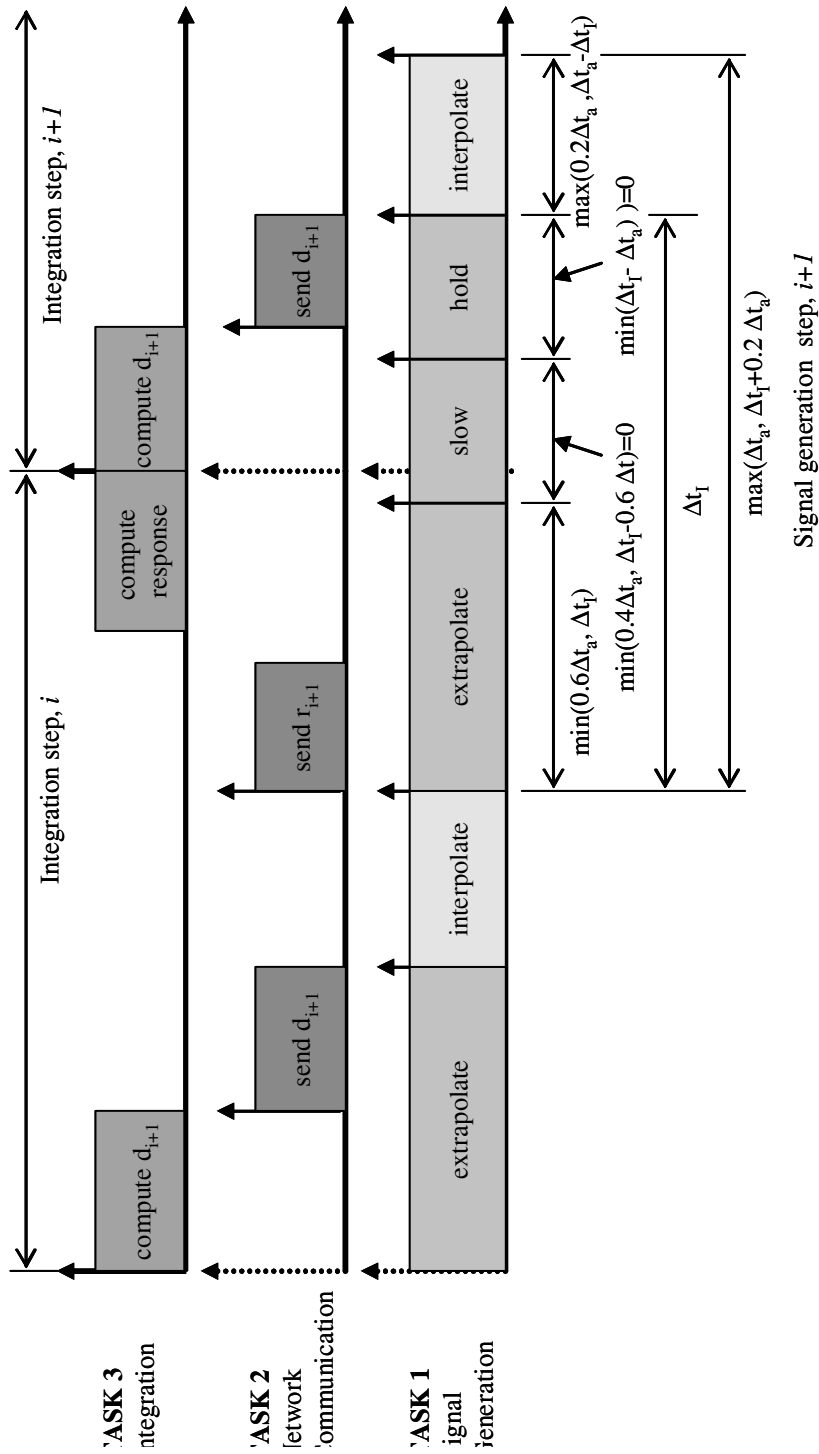 Integration step, i
Integration step, i+1
TASK 3
ntegration
compute d_{i+1}
compute
response
compute d_{i+1}
TASK 2
Network
Communication
send d_{i+1}
send r_{i+1}
send d_{i+1}
TASK 1
ignal
Generation
extrapolate
interpolate
extrapolate
slow
hold
interpolate
min(0.6Δt_a, Δt_I)
max(0.2Δt_a ,Δt_a-Δt_I)
min(0.4Δt_a, Δt_I-0.6 Δt)=0
min(Δt_I- Δt_a) )=0
Δt_I
max(Δt_a, Δt_I+0.2 Δt_a)
Signal generation step, i+1